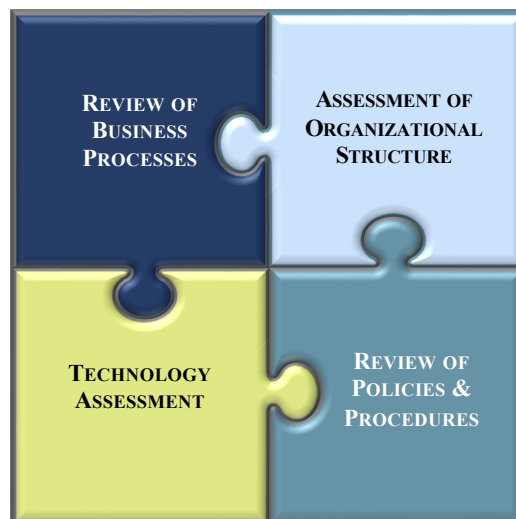 REVIEW OF
BUSINESS
PROCESSES
ASSESSMENT OF
ORGANIZATIONAL
STRUCTURE
TECHNOLOGY
ASSESSMENT
REVIEW OF
POLICIES &
PROCEDURES